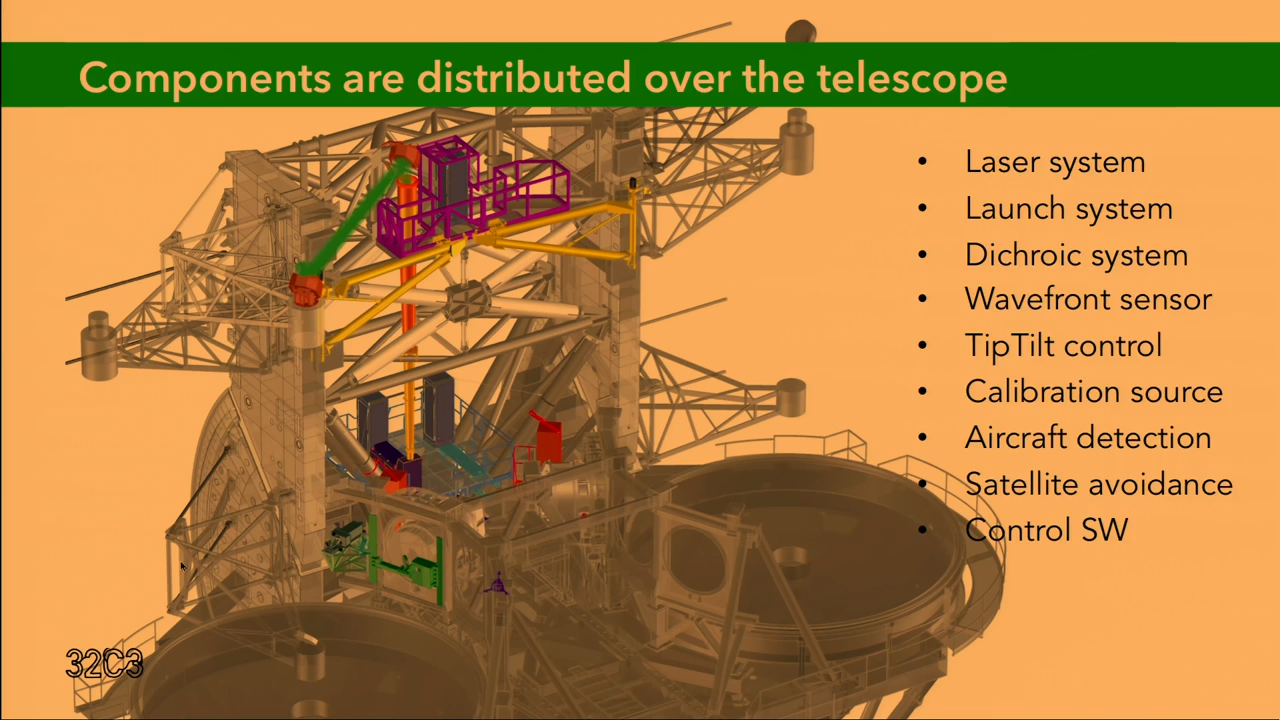 Components are distributed over the telescope
• Laser system
• Launch system
• Dichroic system
• Wavefront sensor
• TipTilt control
• Calibration source
• Aircraft detection
• Satellite avoidance
• Control SW
32C3